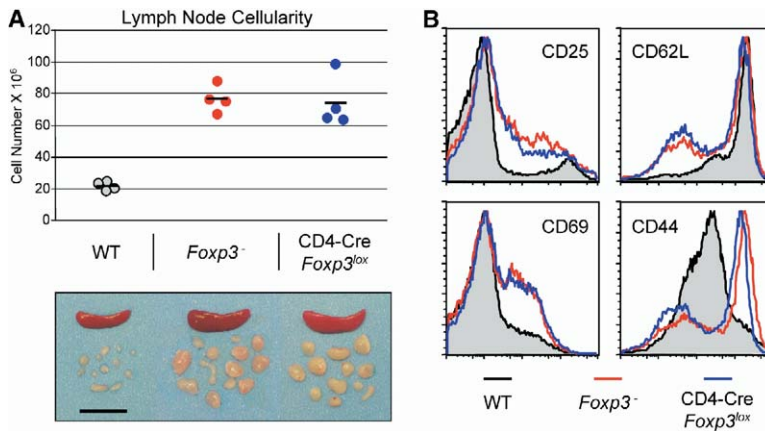 A
Lymph Node Cellularity
Cell Number X 10⁶
120
100
80
60
40
20
0
WT
Foxp3⁻
CD4-Cre
Foxp3ˡᵒˣ
B
CD25
CD62L
CD69
CD44
WT
Foxp3⁻
CD4-Cre
Foxp3ˡᵒˣ